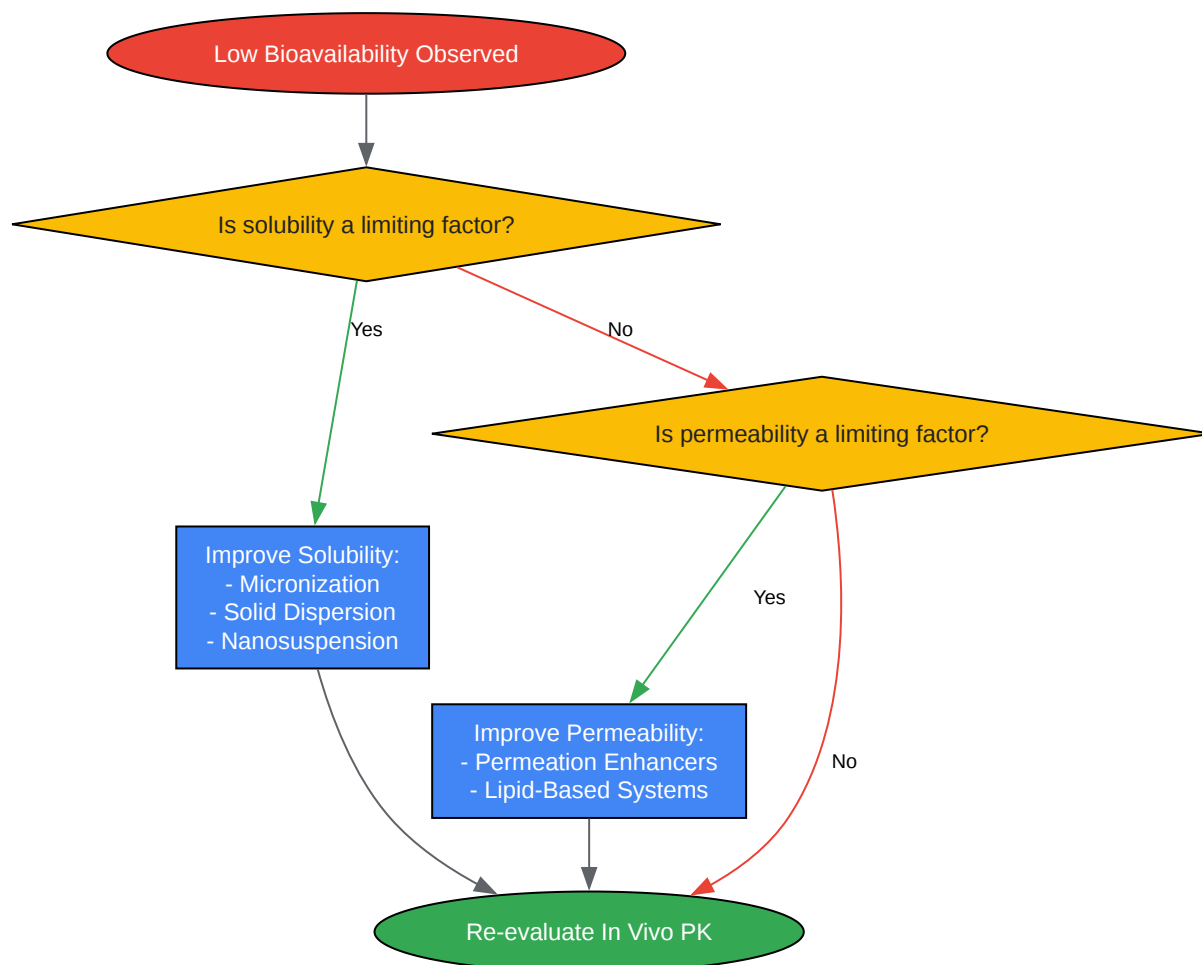 Low Bioavailability Observed
Is solubility a limiting factor?
Yes
No
Is permeability a limiting factor?
Improve Solubility:
- Micronization
- Solid Dispersion
- Nanosuspension
Yes
Improve Permeability:
- Permeation Enhancers
- Lipid-Based Systems
No
Re-evaluate In Vivo PK